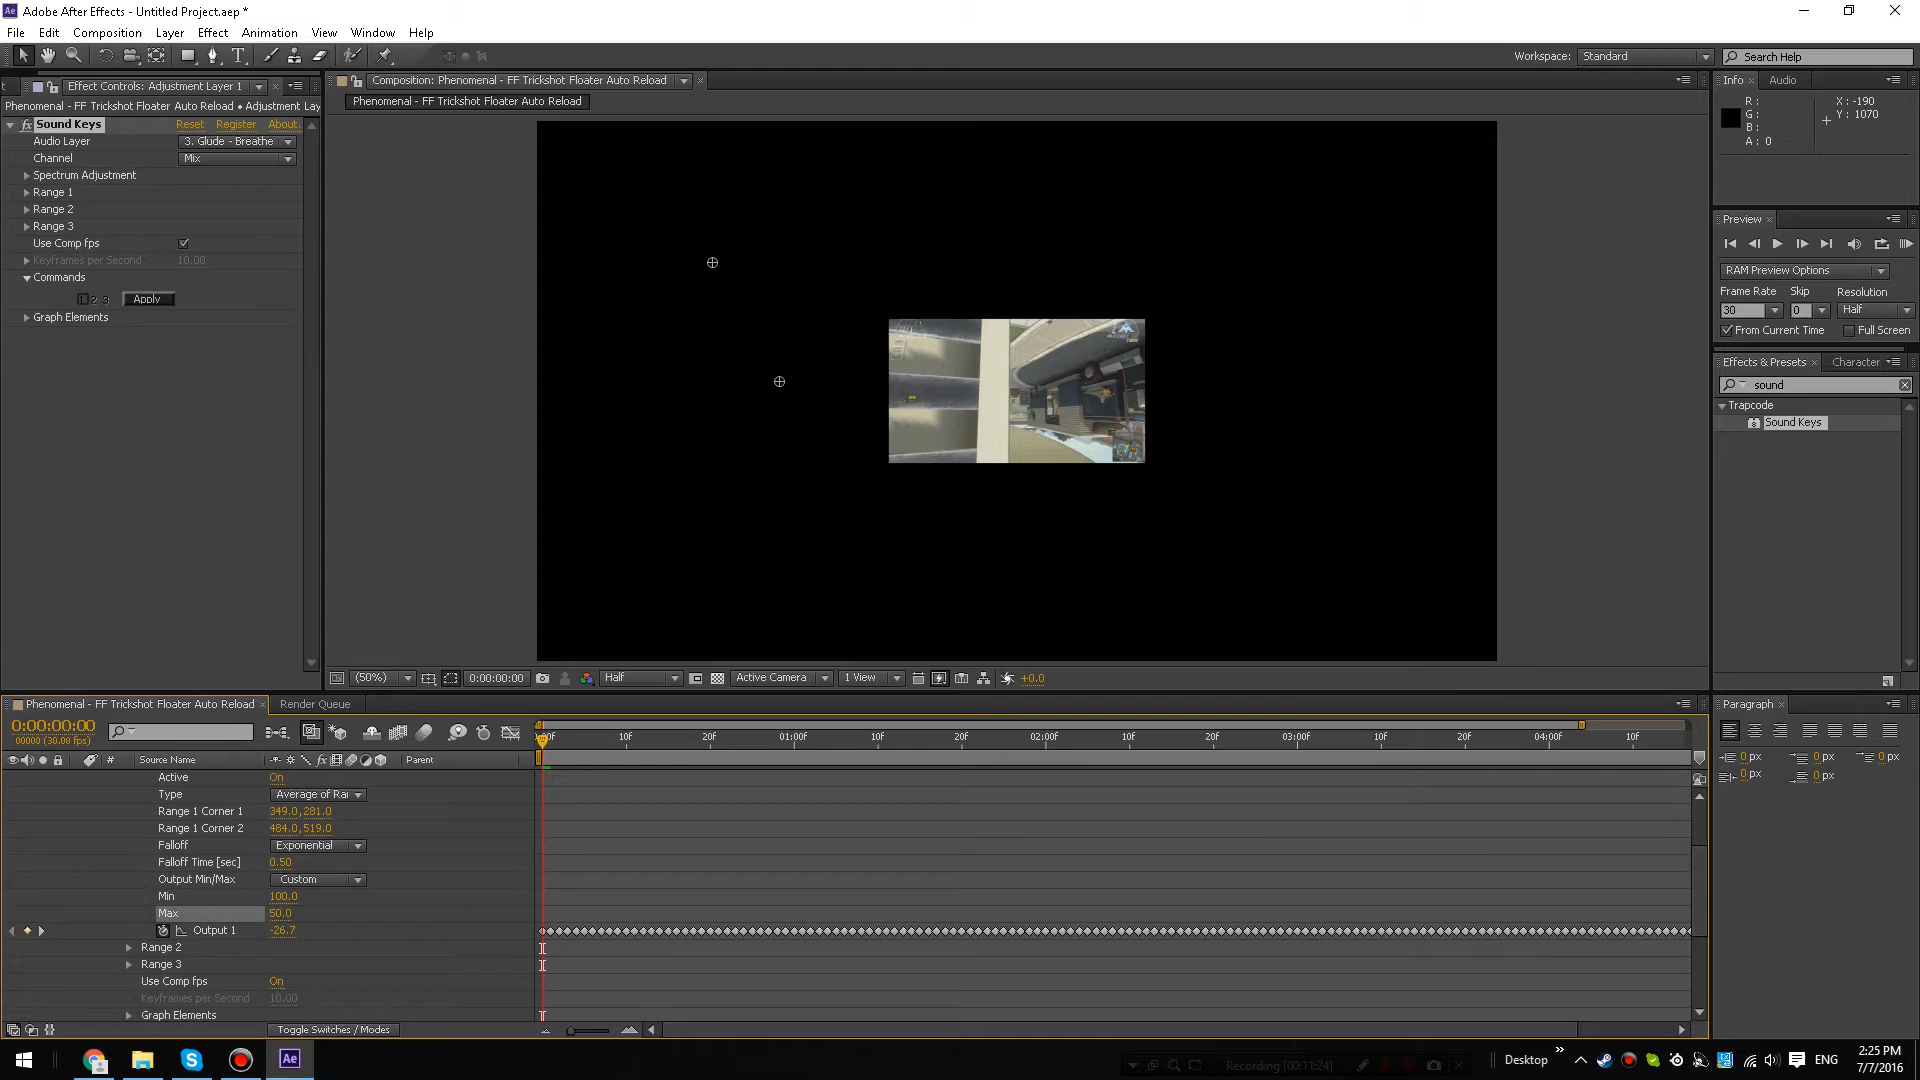 Adobe After Effects - Untitled Project.aep *
File Edit Composition Layer Effect Animation View Window Help
Workspace: Standard Search Help
Effect Controls: Adjustment Layer 1
Phenomenal - FF Trickshot Floater Auto Reload • Adjustment Lay
Sound Keys Reset Register About.
Audio Layer 3. Glude - Breathe
Channel Mix
Spectrum Adjustment
Range 1
Range 2
Range 3
Use Comp fps
Keyframes per Second 10.00
Commands
1 2 3 Apply
Graph Elements
Composition: Phenomenal - FF Trickshot Floater Auto Reload
Phenomenal - FF Trickshot Floater Auto Reload
(50%) 0:00:00:00 Half Active Camera 1 View +0.0
Info Audio
R: X: -190
G: Y: 1070
B:
A: 0
Preview
RAM Preview Options
Frame Rate Skip Resolution
30 0 Half
From Current Time Full Screen
Effects & Presets Character
sound
Trapcode
Sound Keys
Paragraph
0 px 0 px 0 px
0 px 0 px
Phenomenal - FF Trickshot Floater Auto Reload Render Queue
0:00:00:00
00000 (30.00 fps)
:00F 10F 20F 01:00F 10F 20F 02:00F 10F 20F 03:00F 10F 20F 04:00F 10F
# Source Name Parent
Active On
Type Average of Rai
Range 1 Corner 1 349.0,281.0
Range 1 Corner 2 484.0,519.0
Falloff Exponential
Falloff Time [sec] 0.50
Output Min/Max Custom
Min 100.0
Max 50.0
Output 1 -26.7
Range 2
Range 3
Use Comp fps On
Keyframes per Second 10.00
Graph Elements
Toggle Switches / Modes
Recording [00:11:24]
Desktop ENG 2:25 PM
7/7/2016